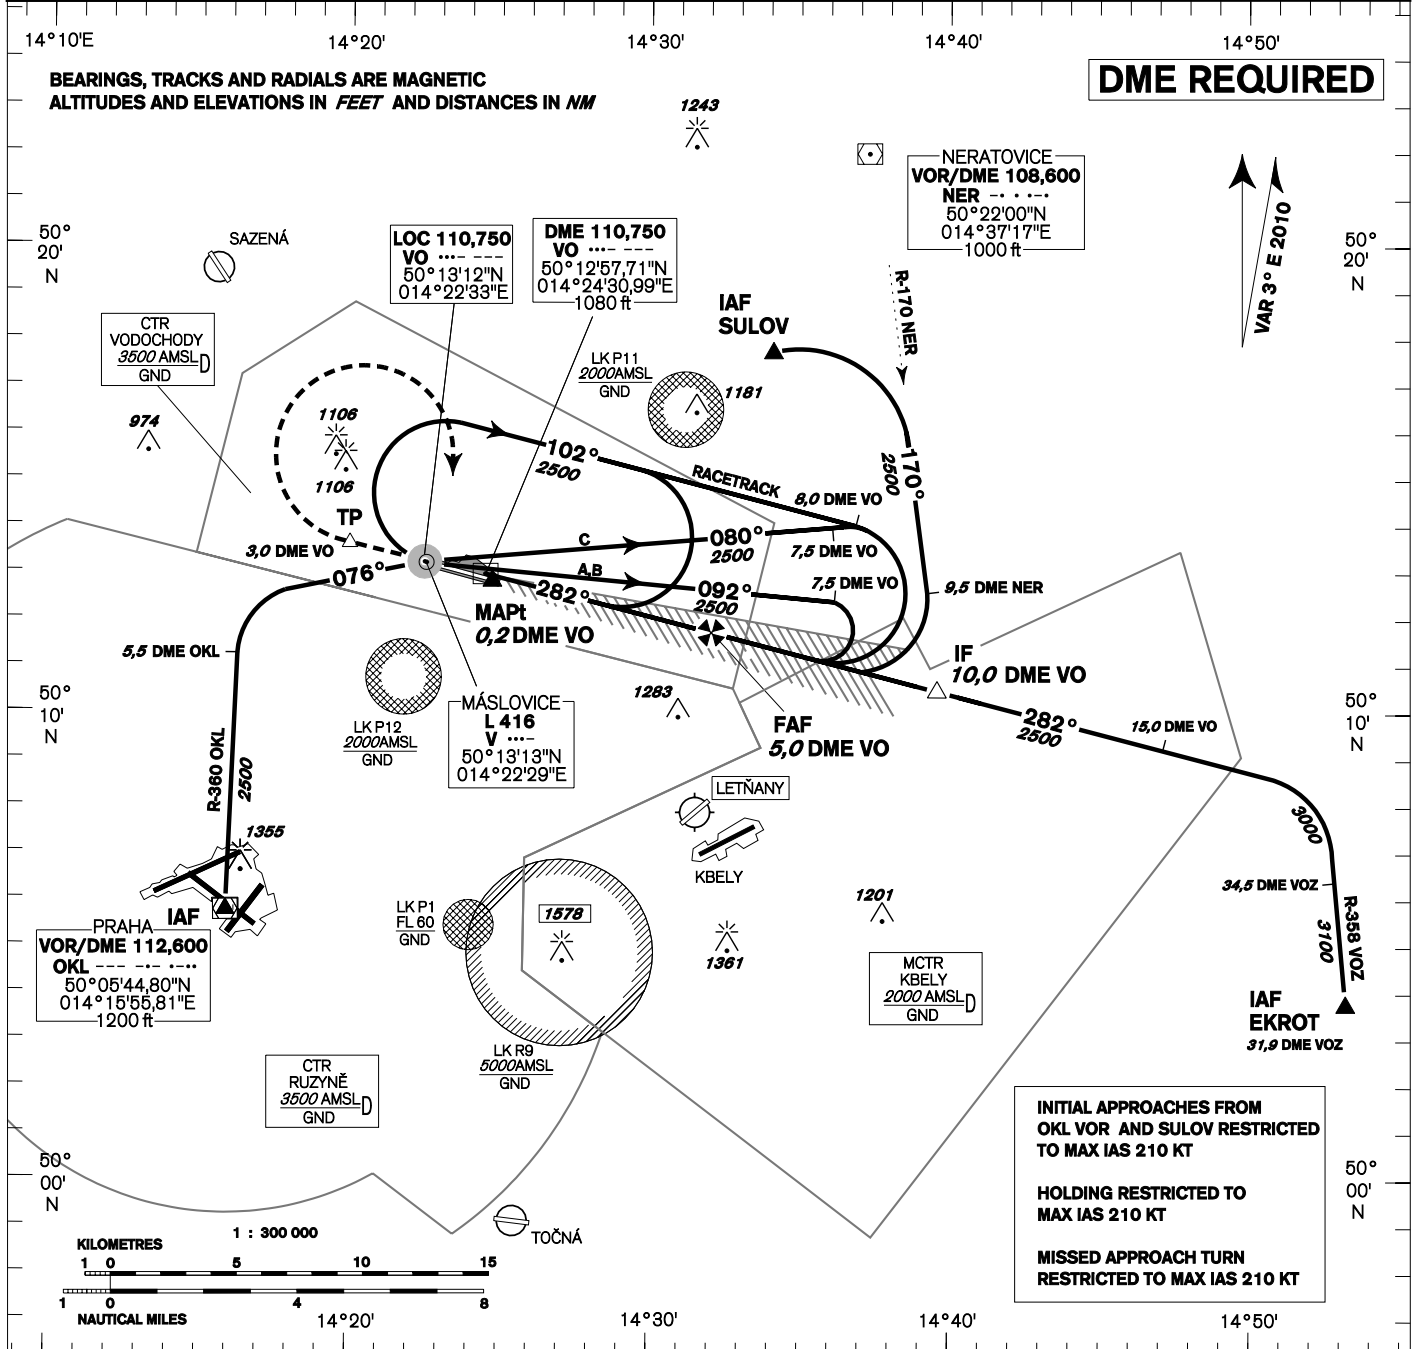 14°10'E
14°20'
14°30'
14°40'
14°50'
BEARINGS, TRACKS AND RADIALS ARE MAGNETIC
ALTITUDES AND ELEVATIONS IN FEET AND DISTANCES IN NM
DME REQUIRED
1243
NERATOVICE
VOR/DME 108,600
NER -· · ·-·
50°22'00"N
014°37'17"E
1000 ft
VAR 3° E 2010
50°
20'
N
SAZENÁ
LOC 110,750
VO ···- ---
50°13'12"N
014°22'33"E
DME 110,750
VO ···- ---
50°12'57,71"N
014°24'30,99"E
1080 ft
50°
20'
N
R-170 NER
IAF
SULOV
CTR
VODOCHODY
3500 AMSL
GND
D
LK P11
2000AMSL
GND
1181
974
1106
1106
102°
2500
RACETRACK
170°
2500
8,0 DME VO
TP
3,0 DME VO
C
080°
2500
7,5 DME VO
076°
A,B
092°
2500
7,5 DME VO
9,5 DME NER
282°
MAPt
0,2 DME VO
5,5 DME OKL
IF
10,0 DME VO
50°
10'
N
1283
MÁSLOVICE
L 416
V ···-
50°13'13"N
014°22'29"E
LK P12
2000AMSL
GND
FAF
5,0 DME VO
282°
2500
15,0 DME VO
50°
10'
N
R-360 OKL
2500
LETŇANY
3000
1355
KBELY
34,5 DME VOZ
R-358 VOZ
3100
IAF
PRAHA
VOR/DME 112,600
OKL --- -·- ·-··
50°05'44,80"N
014°15'55,81"E
1200 ft
LK P1
FL 60
GND
1578
1361
1201
MCTR
KBELY
2000 AMSL
GND
D
IAF
EKROT
31,9 DME VOZ
LK R9
5000AMSL
GND
CTR
RUZYNĚ
3500 AMSL
GND
D
INITIAL APPROACHES FROM
OKL VOR AND SULOV RESTRICTED
TO MAX IAS 210 KT
HOLDING RESTRICTED TO
MAX IAS 210 KT
MISSED APPROACH TURN
RESTRICTED TO MAX IAS 210 KT
50°
00'
N
50°
00'
N
TOČNÁ
1 : 300 000
KILOMETRES
1 0 5 10 15
1 0 4 8
NAUTICAL MILES
14°20'
14°30'
14°40'
14°50'